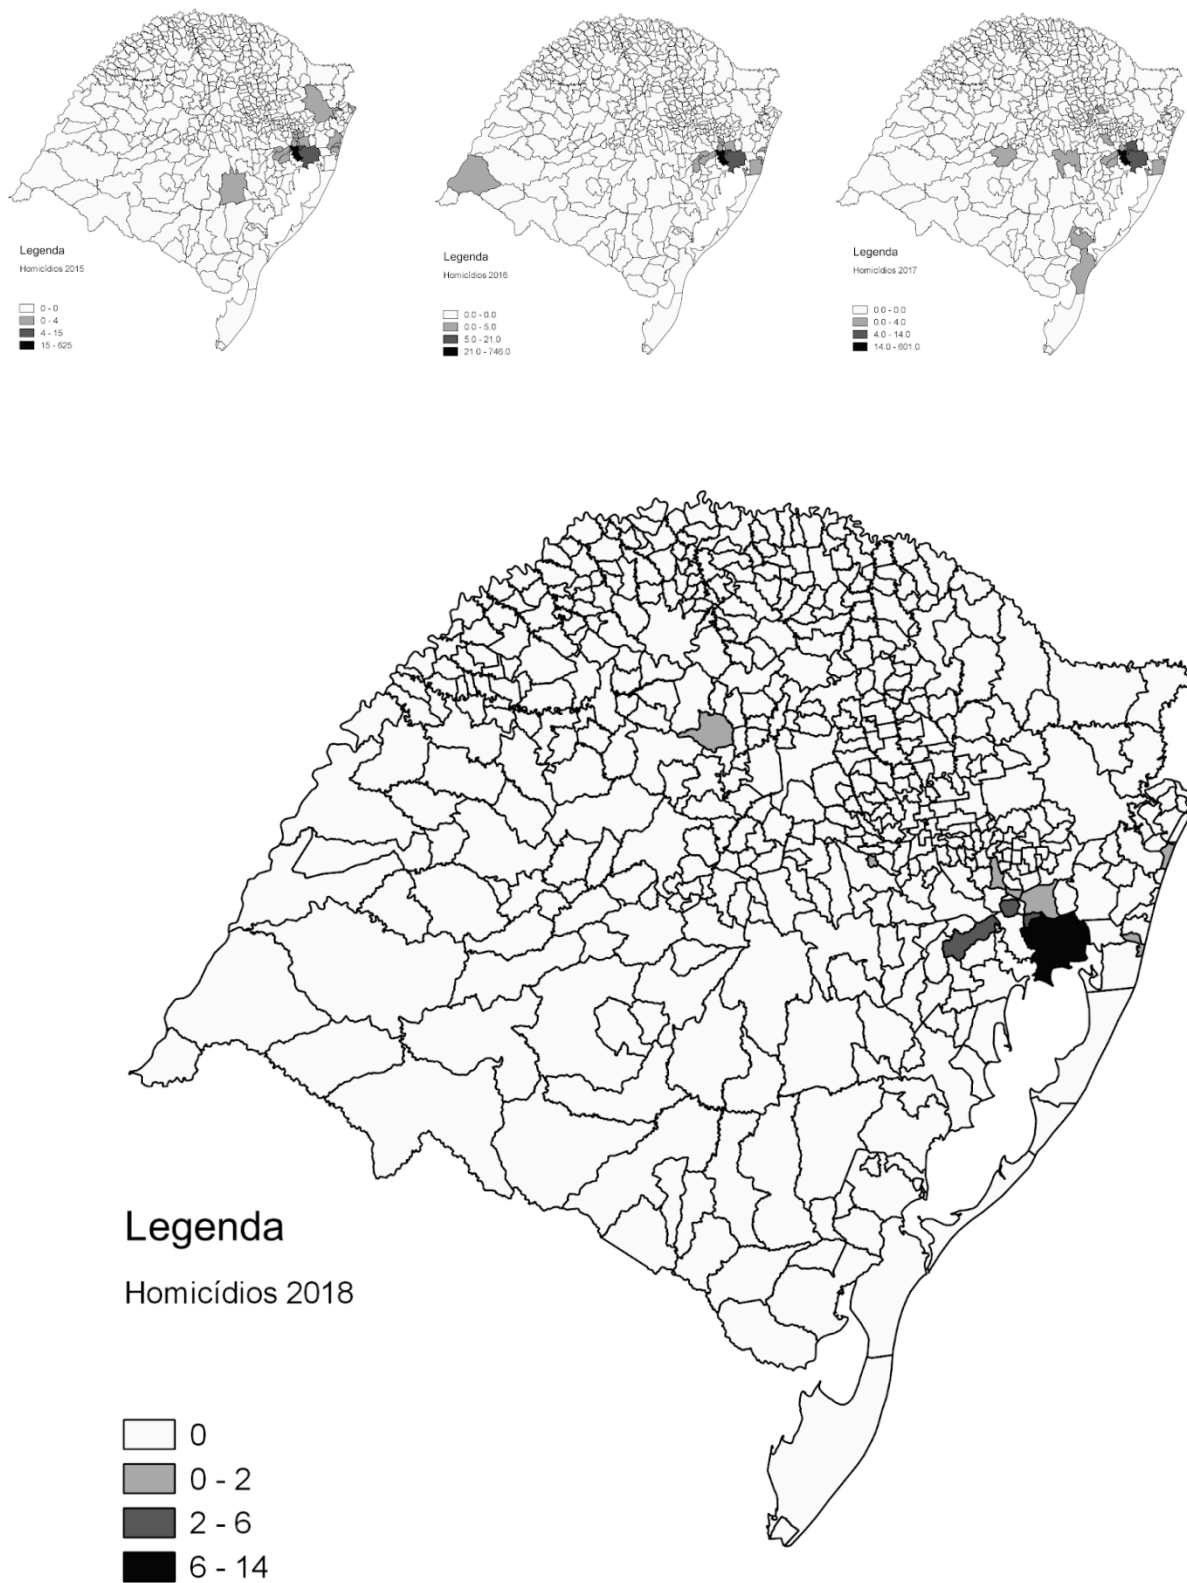 Legenda
Homicídios 2015
0 - 0
0 - 4
4 - 15
15 - 625
Legenda
Homicídios 2016
0.0 - 0.0
0.0 - 5.0
5.0 - 21.0
21.0 - 746.0
Legenda
Homicídios 2017
0.0 - 0.0
0.0 - 4.0
4.0 - 14.0
14.0 - 601.0
Legenda
Homicídios 2018
0
0 - 2
2 - 6
6 - 14